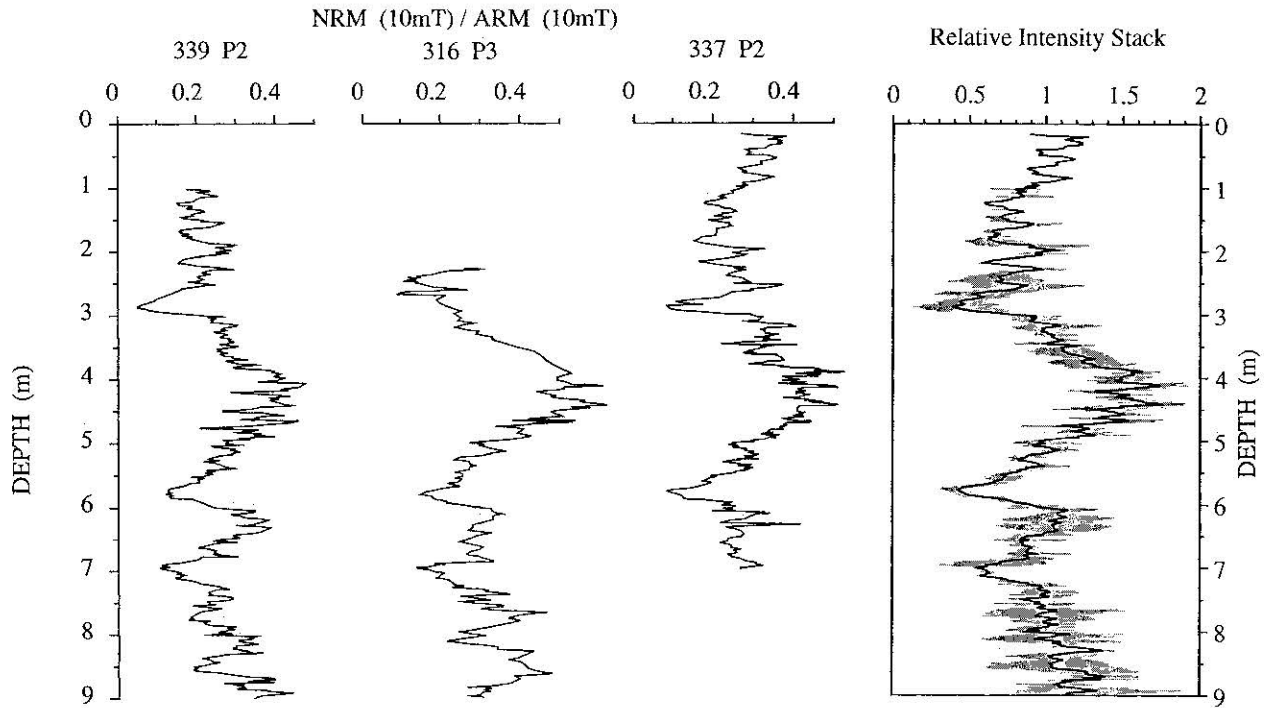 NRM (10mT) / ARM (10mT)
339 P2 316 P3 337 P2 Relative Intensity Stack
0 0.2 0.4 0 0.2 0.4 0 0.2 0.4 0 0.5 1 1.5 2
0 0
1 1
2 2
3 3
4 4
5 5
6 6
7 7
8 8
9 9
DEPTH (m)
DEPTH (m)